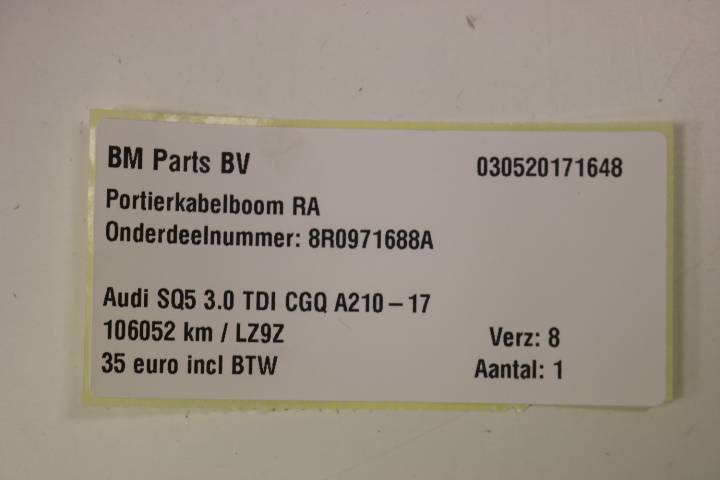 BM Parts BV 030520171648
Portierkabelboom RA
Onderdeelnummer: 8R0971688A
Audi SQ5 3.0 TDI CGQ A210-17
106052 km / LZ9Z Verz: 8
35 euro incl BTW Aantal: 1